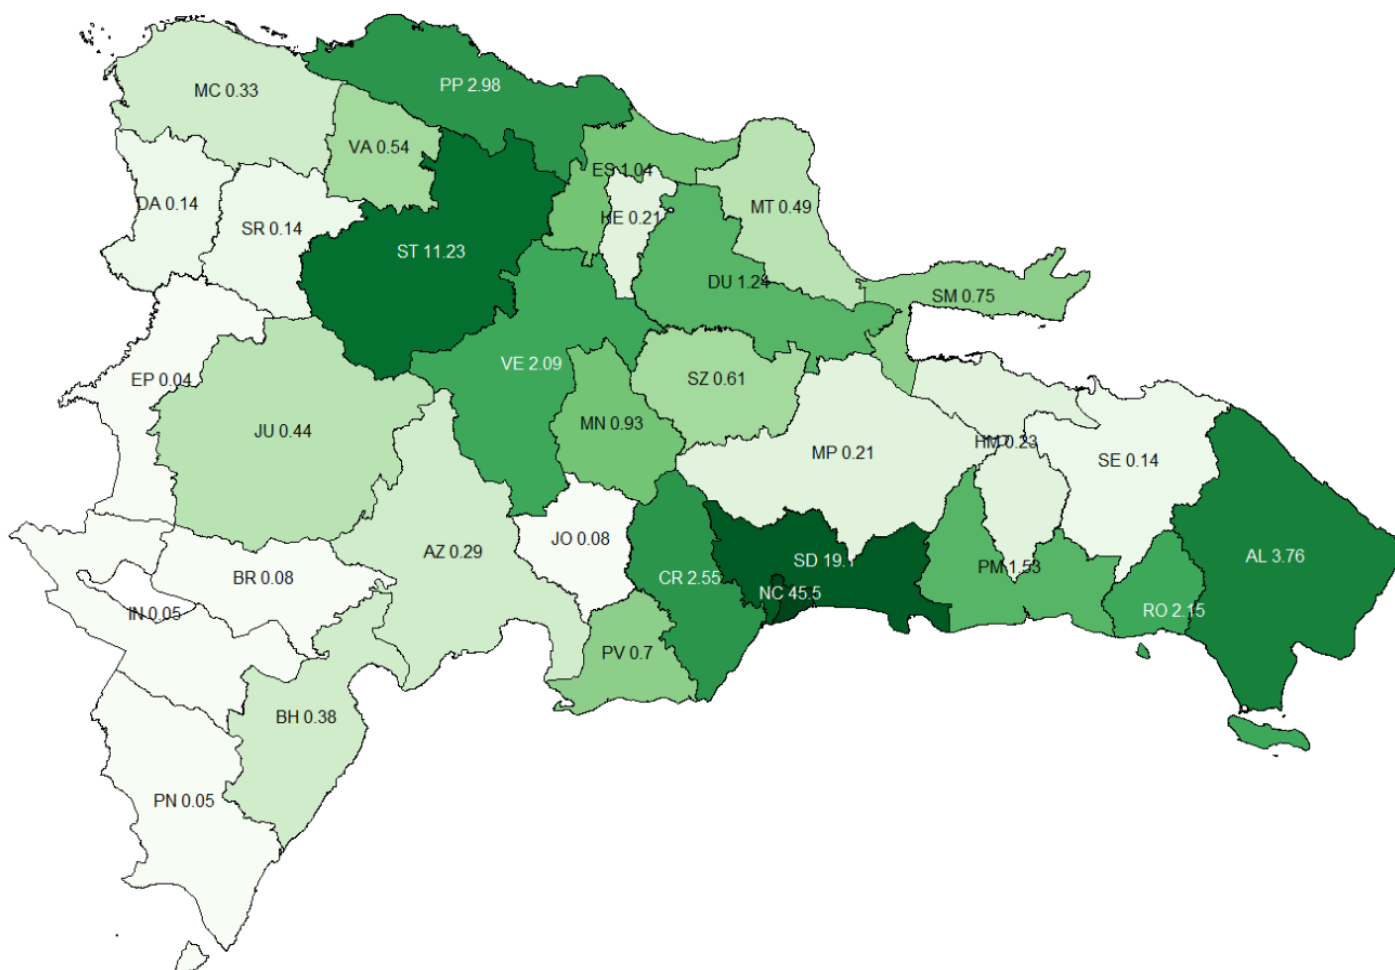 PP 2.98
MC 0.33
VA 0.54
ES 1.04
DA 0.14
SR 0.14
HE 0.21
MT 0.49
ST 11.23
DU 1.24
SM 0.75
VE 2.09
EP 0.04
SZ 0.61
JU 0.44
MN 0.93
MP 0.21
HM 0.23
SE 0.14
AZ 0.29
JO 0.08
SD 19.1
AL 3.76
BR 0.08
CR 2.55
PM 1.53
NC 45.5
IN 0.05
RO 2.15
PV 0.7
BH 0.38
PN 0.05